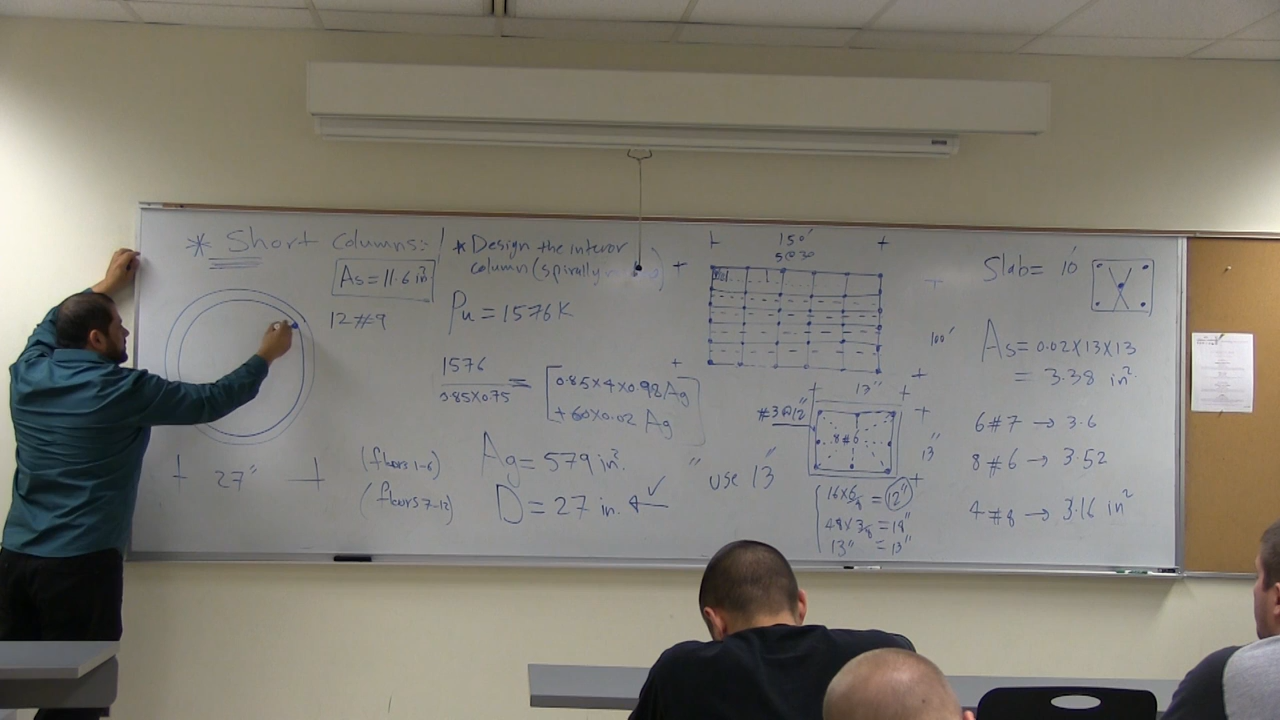 * Short Columns:-
As = 11.6 in²
12#9
27"
(floors 1-6)
(floors 7-12)
* Design the interior
column (spirally
Pu = 1576 K
1576
0.85x0.75
=
0.85x4x0.98 Ag
+ 60x0.02 Ag
Ag = 579 in².
D = 27 in. ✓
150'
5@30
100'
" use 13"
13"
#3@12"
8#6
13"
16x6/8 = 12"
48x3/8 = 18"
13" = 13"
Slab = 10
As = 0.02x13x13
= 3.38 in².
6#7 → 3.6
8#6 → 3.52
4#8 → 3.16 in²